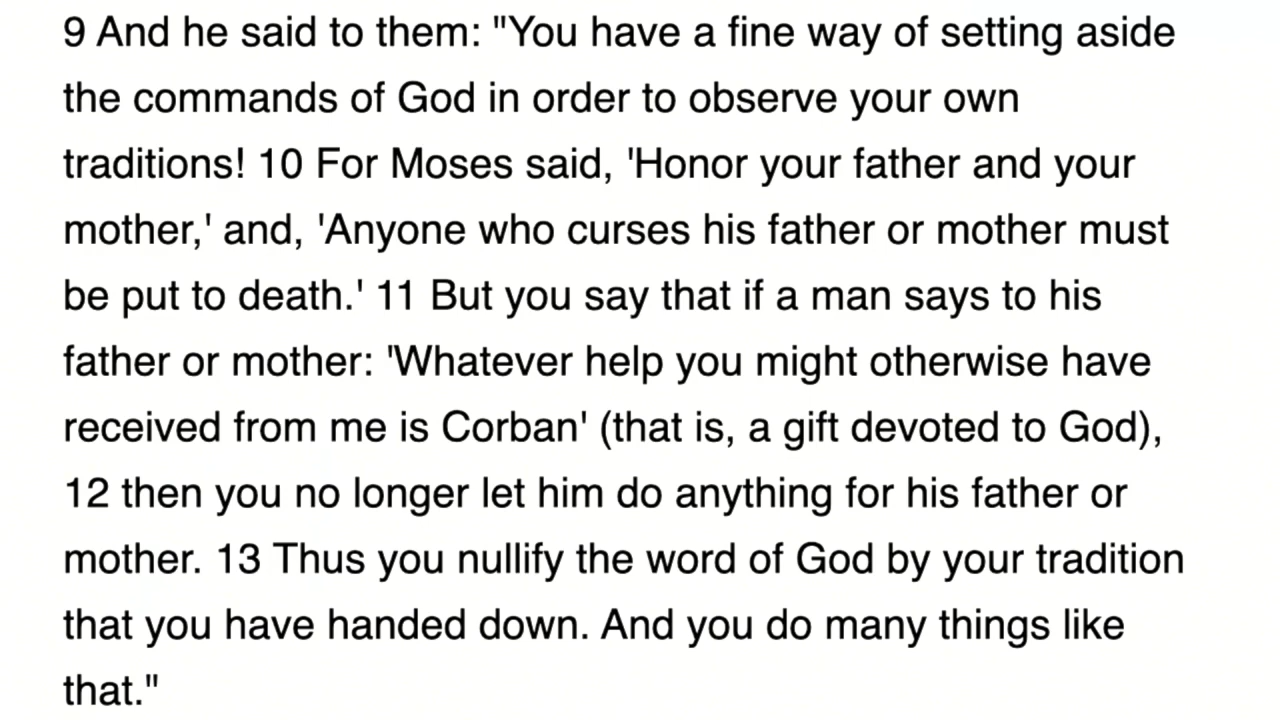 9 And he said to them: "You have a fine way of setting aside
the commands of God in order to observe your own
traditions! 10 For Moses said, 'Honor your father and your
mother,' and, 'Anyone who curses his father or mother must
be put to death.' 11 But you say that if a man says to his
father or mother: 'Whatever help you might otherwise have
received from me is Corban' (that is, a gift devoted to God),
12 then you no longer let him do anything for his father or
mother. 13 Thus you nullify the word of God by your tradition
that you have handed down. And you do many things like
that."